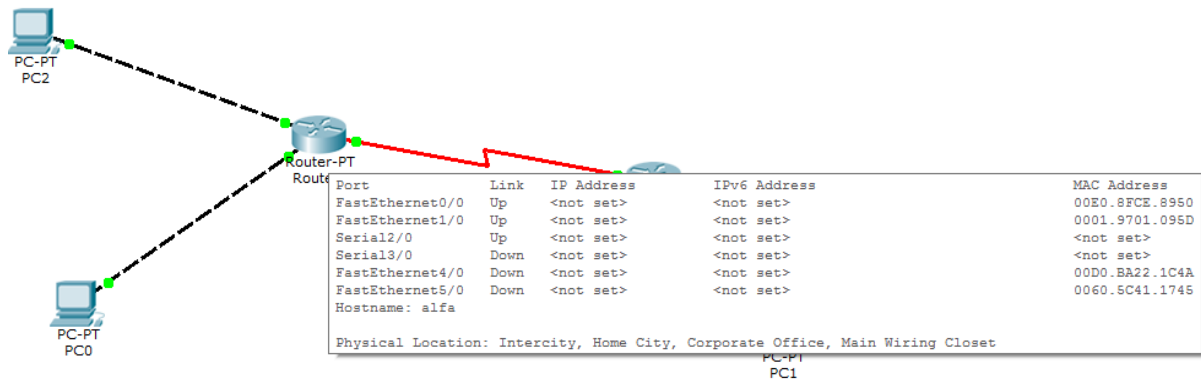 PC-PT
PC2
Router-PT
Route
Port Link IP Address IPv6 Address MAC Address
FastEthernet0/0 Up <not set> <not set> 00E0.8FCE.8950
FastEthernet1/0 Up <not set> <not set> 0001.9701.095D
Serial2/0 Up <not set> <not set> <not set>
Serial3/0 Down <not set> <not set> <not set>
FastEthernet4/0 Down <not set> <not set> 00D0.BA22.1C4A
FastEthernet5/0 Down <not set> <not set> 0060.5C41.1745
Hostname: alfa
Physical Location: Intercity, Home City, Corporate Office, Main Wiring Closet
PC-PT
PC0
PC-PT
PC1